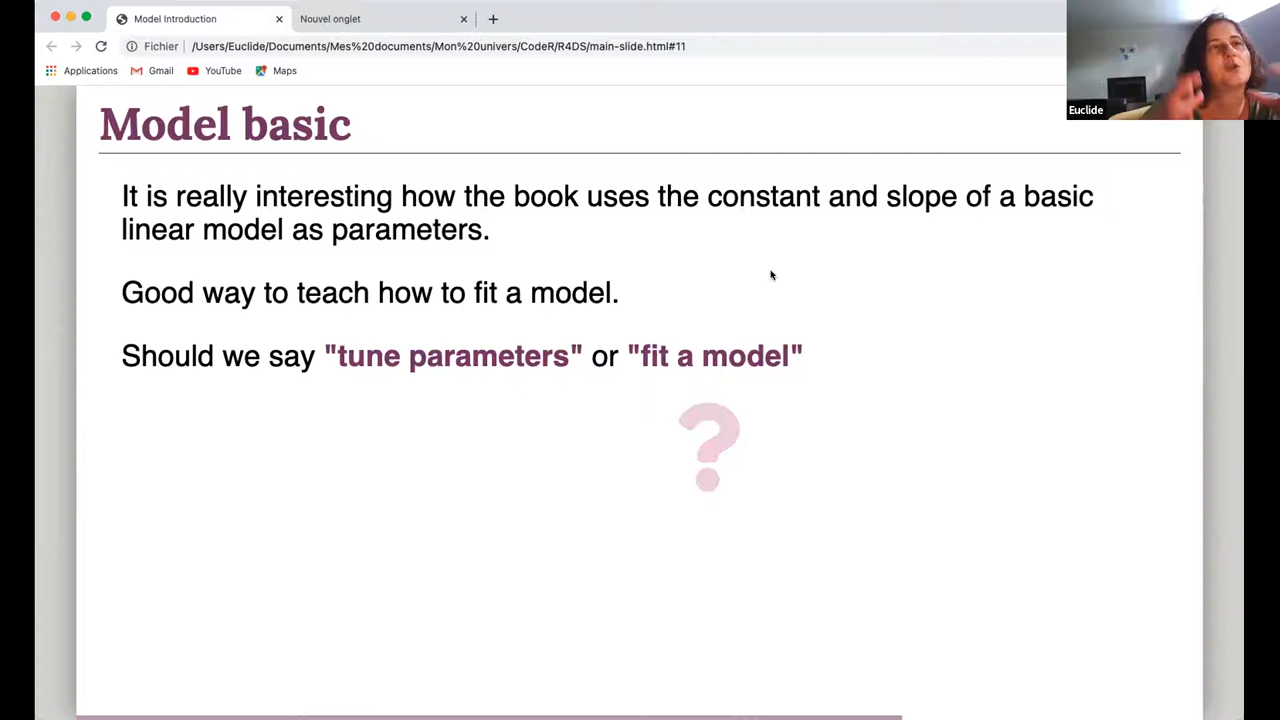 Model Introduction
Nouvel onglet
Fichier
/Users/Euclide/Documents/Mes%20documents/Mon%20univers/CodeR/R4DS/main-slide.html#11
Applications
Gmail
YouTube
Maps
Euclide
Model basic
It is really interesting how the book uses the constant and slope of a basic
linear model as parameters.
Good way to teach how to fit a model.
Should we say "tune parameters" or "fit a model"
?